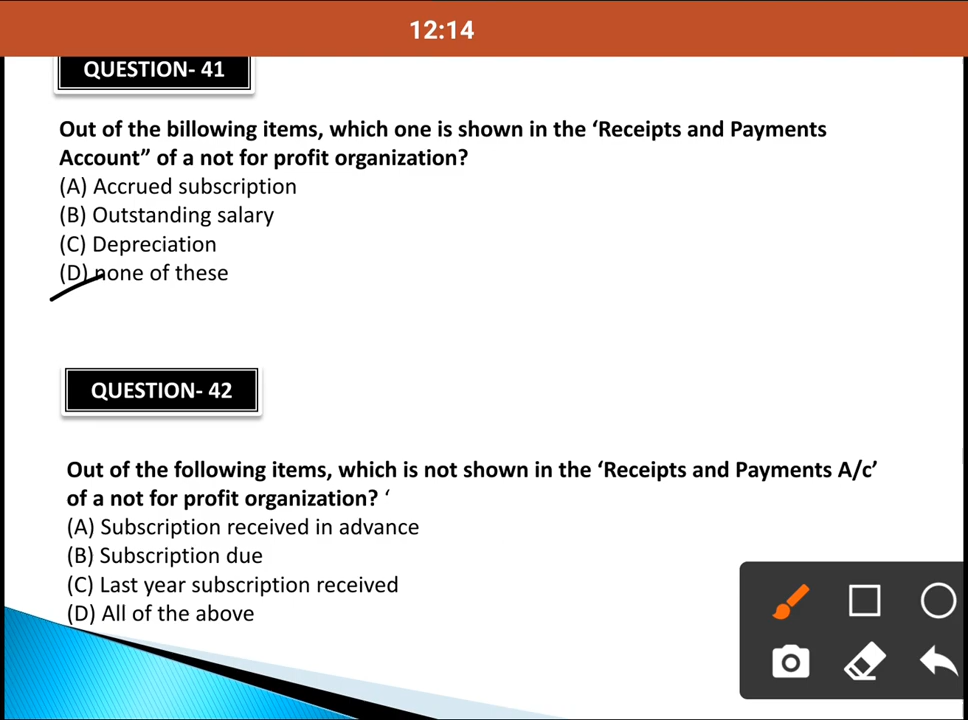 12:14
QUESTION- 41
Out of the billowing items, which one is shown in the ‘Receipts and Payments
Account” of a not for profit organization?
(A) Accrued subscription
(B) Outstanding salary
(C) Depreciation
(D) none of these
QUESTION- 42
Out of the following items, which is not shown in the ‘Receipts and Payments A/c’
of a not for profit organization? ‘
(A) Subscription received in advance
(B) Subscription due
(C) Last year subscription received
(D) All of the above